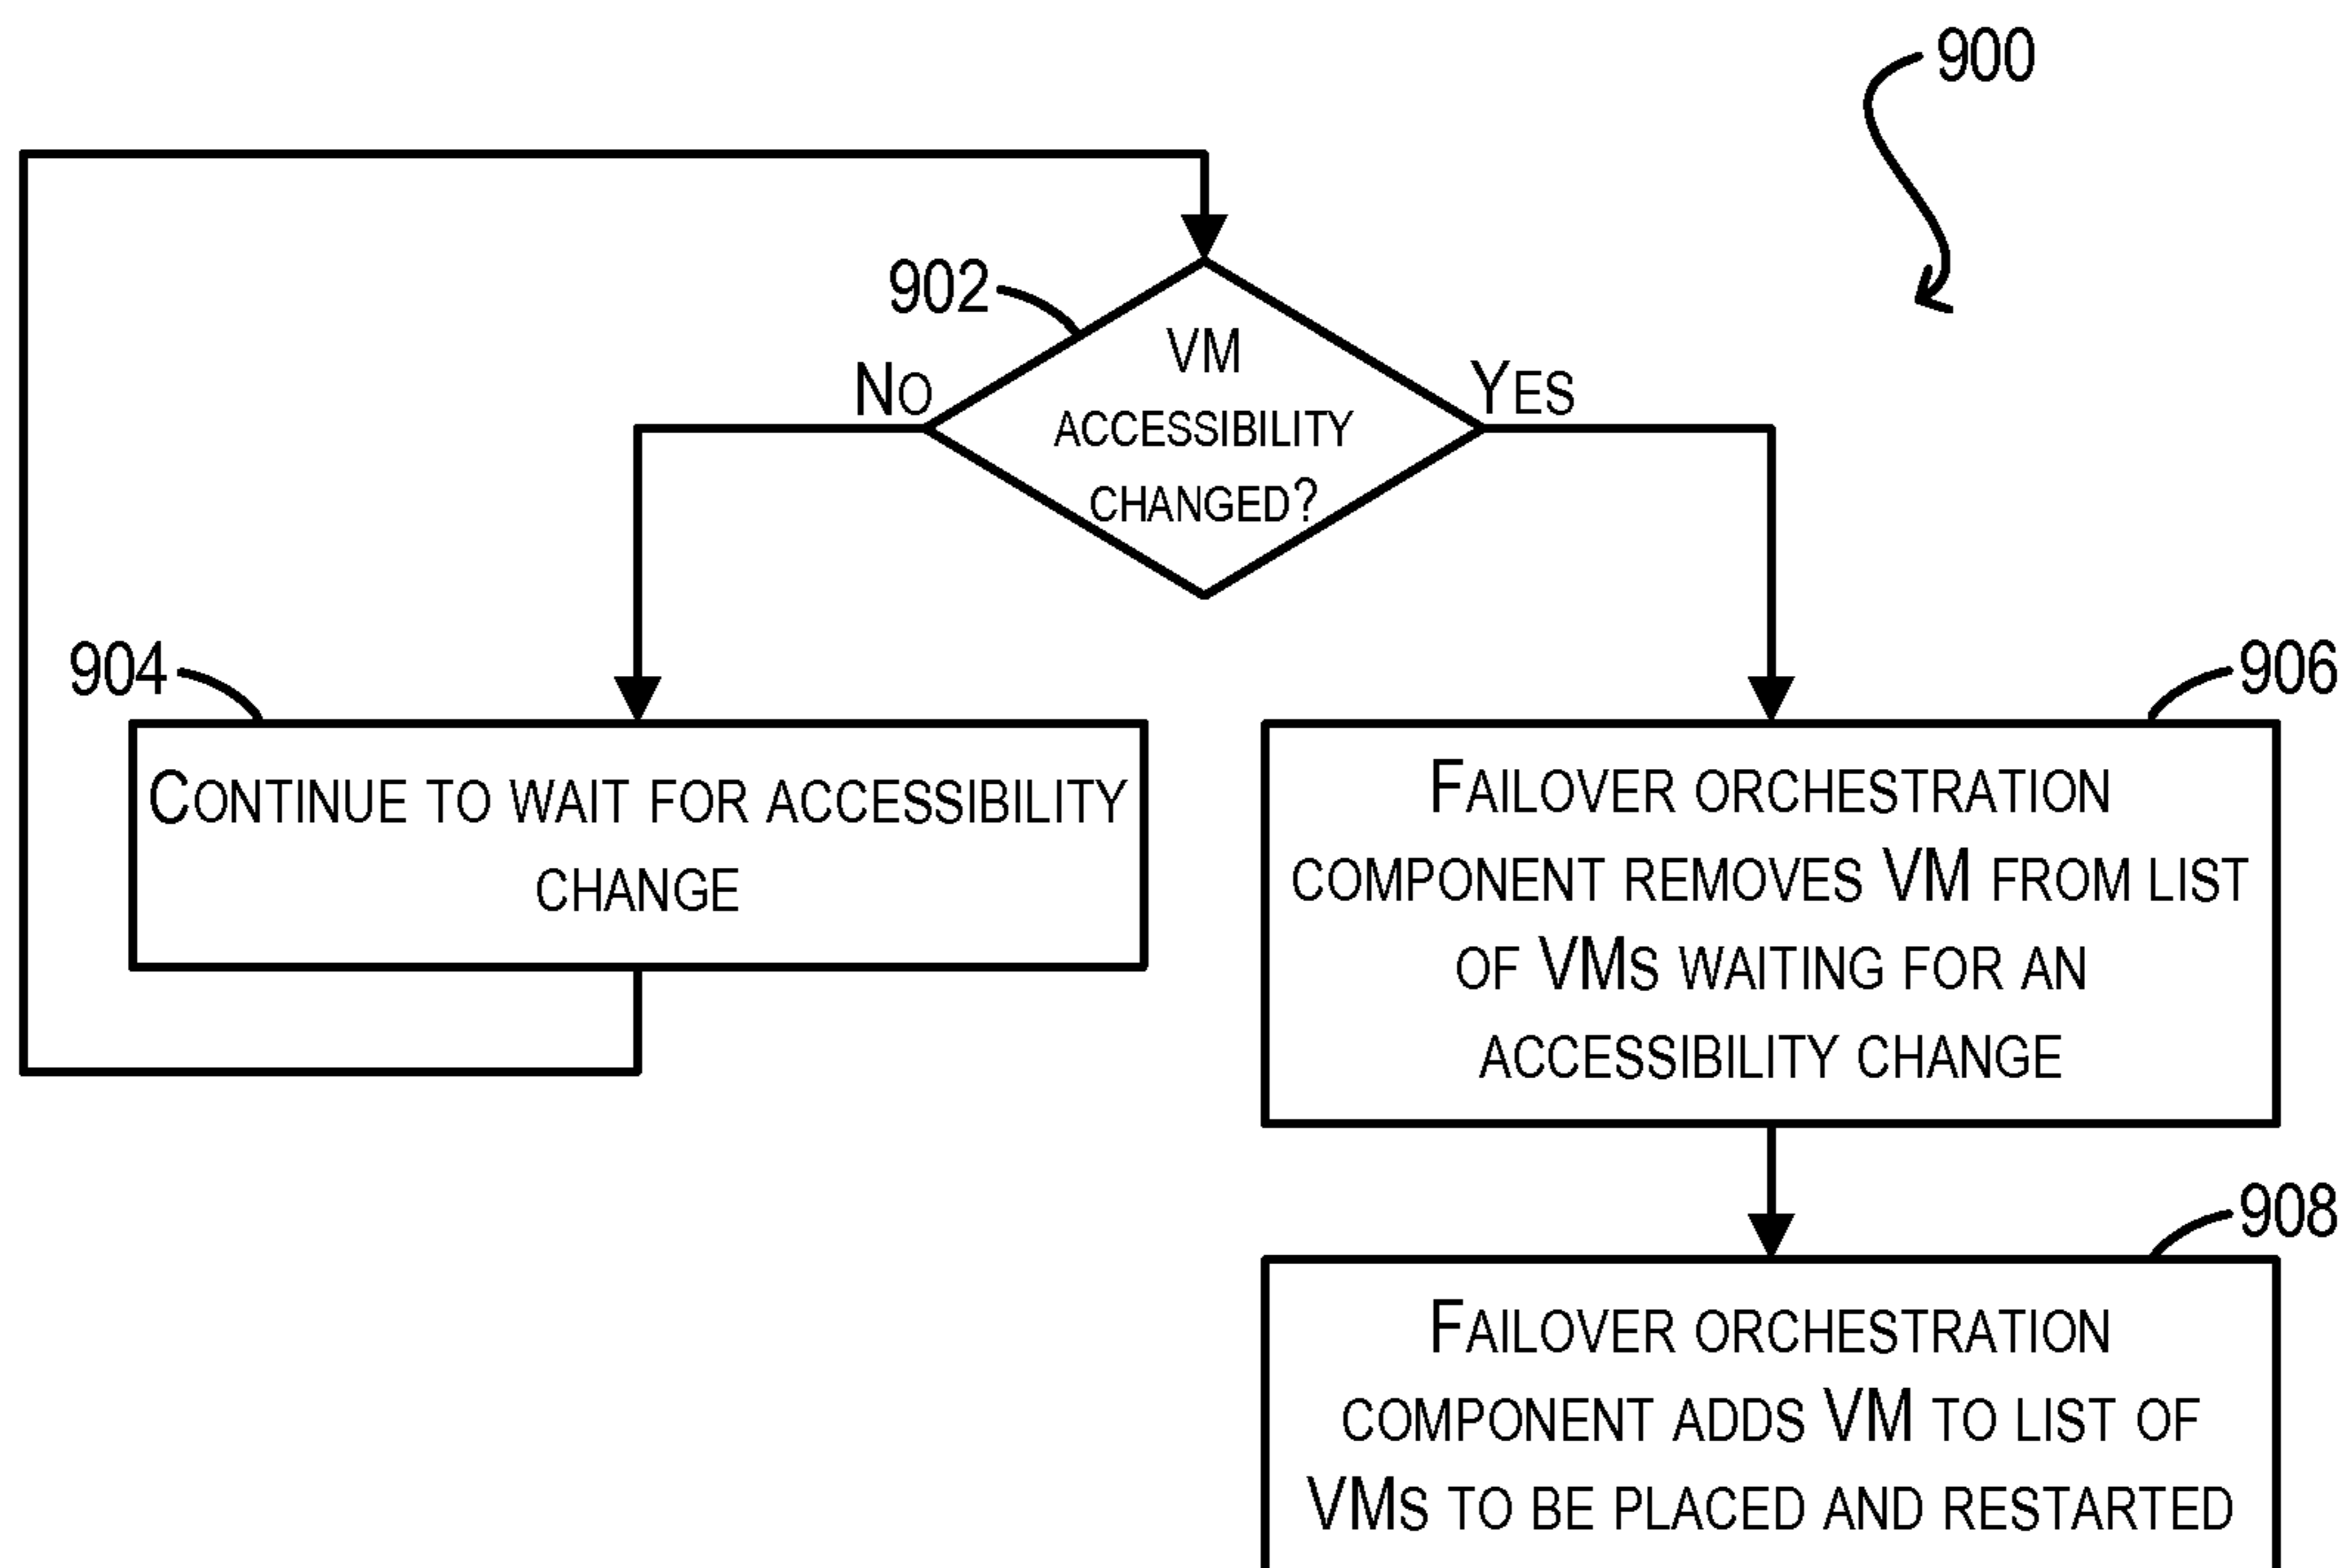 900
902
VM
ACCESSIBILITY
CHANGED?
NO
YES
904
CONTINUE TO WAIT FOR ACCESSIBILITY
CHANGE
906
FAILOVER ORCHESTRATION
COMPONENT REMOVES VM FROM LIST
OF VMS WAITING FOR AN
ACCESSIBILITY CHANGE
908
FAILOVER ORCHESTRATION
COMPONENT ADDS VM TO LIST OF
VMS TO BE PLACED AND RESTARTED